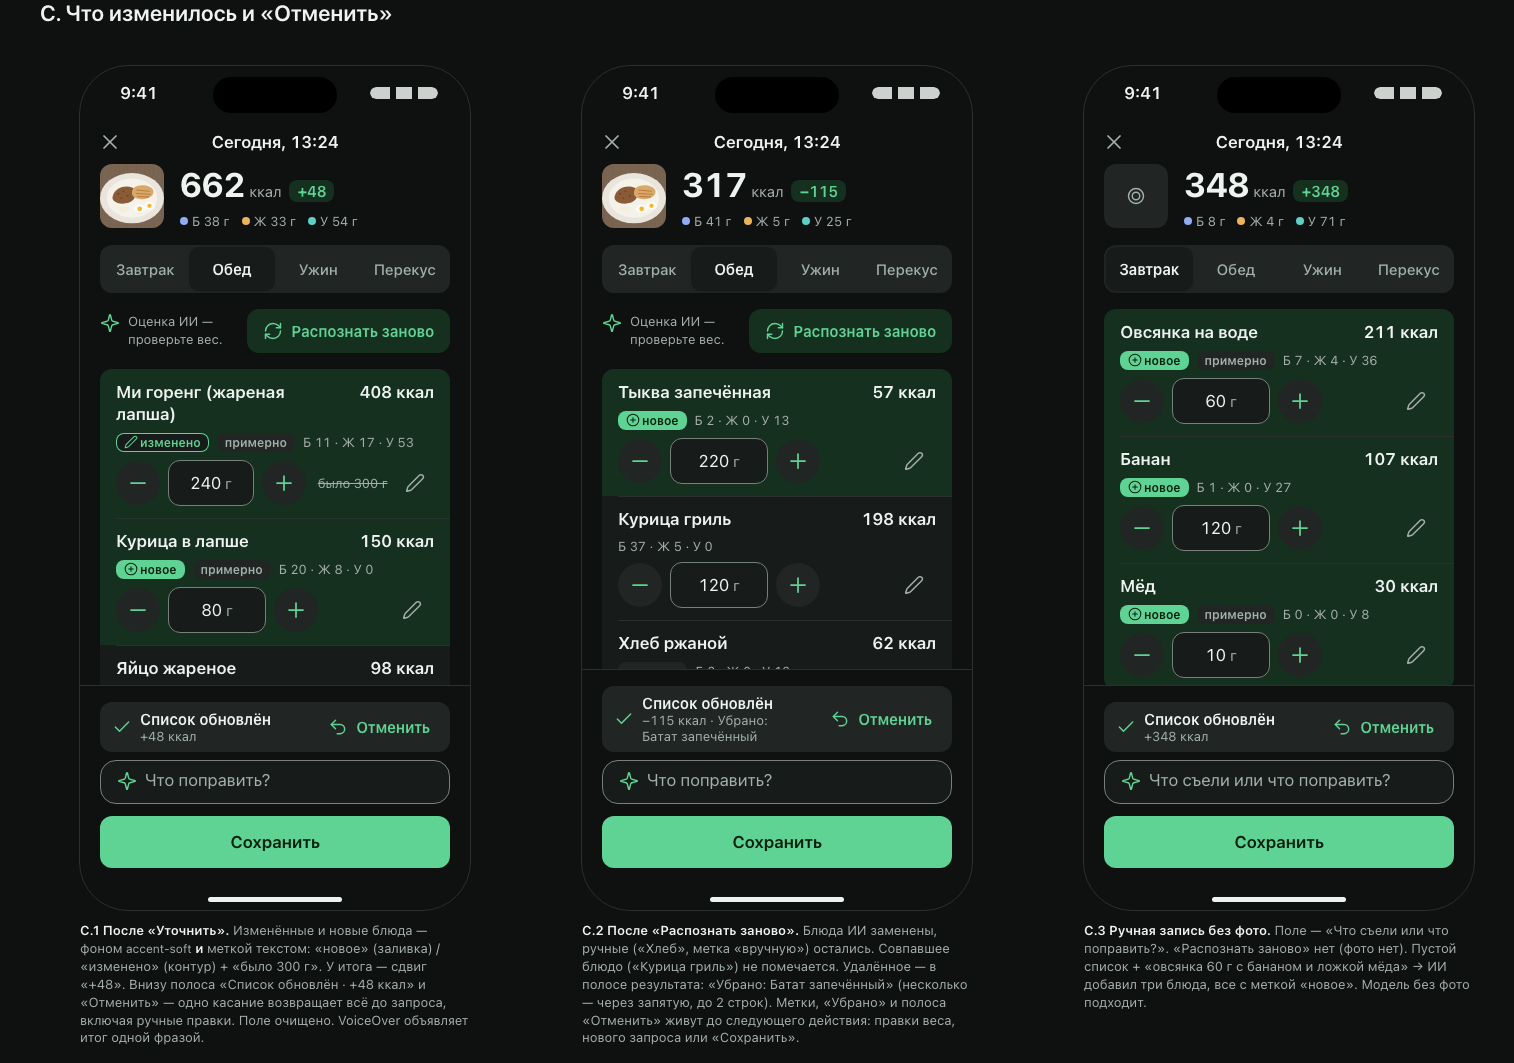 C. Что изменилось и «Отменить»
9:41
Сегодня, 13:24
662 ккал +48
Б 38 г Ж 33 г У 54 г
Завтрак Обед Ужин Перекус
Оценка ИИ —
проверьте вес.
Распознать заново
Ми горенг (жареная
лапша)
408 ккал
изменено примерно Б 11 · Ж 17 · У 53
− 240 г + было 300 г
Курица в лапше 150 ккал
новое примерно Б 20 · Ж 8 · У 0
− 80 г +
Яйцо жареное 98 ккал
Список обновлён
+48 ккал
Отменить
Что поправить?
Сохранить
C.1 После «Уточнить». Изменённые и новые блюда —
фоном accent-soft и меткой текстом: «новое» (заливка) /
«изменено» (контур) + «было 300 г». У итога — сдвиг
«+48». Внизу полоса «Список обновлён · +48 ккал» и
«Отменить» — одно касание возвращает всё до запроса,
включая ручные правки. Поле очищено. VoiceOver объявляет
итог одной фразой.
9:41
Сегодня, 13:24
317 ккал −115
Б 41 г Ж 5 г У 25 г
Завтрак Обед Ужин Перекус
Оценка ИИ —
проверьте вес.
Распознать заново
Тыква запечённая 57 ккал
новое Б 2 · Ж 0 · У 13
− 220 г +
Курица гриль 198 ккал
Б 37 · Ж 5 · У 0
− 120 г +
Хлеб ржаной 62 ккал
Список обновлён
−115 ккал · Убрано:
Батат запечённый
Отменить
Что поправить?
Сохранить
C.2 После «Распознать заново». Блюда ИИ заменены,
ручные («Хлеб», метка «вручную») остались. Совпавшее
блюдо («Курица гриль») не помечается. Удалённое — в
полосе результата: «Убрано: Батат запечённый» (несколько
— через запятую, до 2 строк). Метки, «Убрано» и полоса
«Отменить» живут до следующего действия: правки веса,
нового запроса или «Сохранить».
9:41
Сегодня, 13:24
348 ккал +348
Б 8 г Ж 4 г У 71 г
Завтрак Обед Ужин Перекус
Овсянка на воде 211 ккал
новое примерно Б 7 · Ж 4 · У 36
− 60 г +
Банан 107 ккал
новое Б 1 · Ж 0 · У 27
− 120 г +
Мёд 30 ккал
новое примерно Б 0 · Ж 0 · У 8
− 10 г +
Список обновлён
+348 ккал
Отменить
Что съели или что поправить?
Сохранить
C.3 Ручная запись без фото. Поле — «Что съели или что
поправить?». «Распознать заново» нет (фото нет). Пустой
список + «овсянка 60 г с бананом и ложкой мёда» → ИИ
добавил три блюда, все с меткой «новое». Модель без фото
подходит.